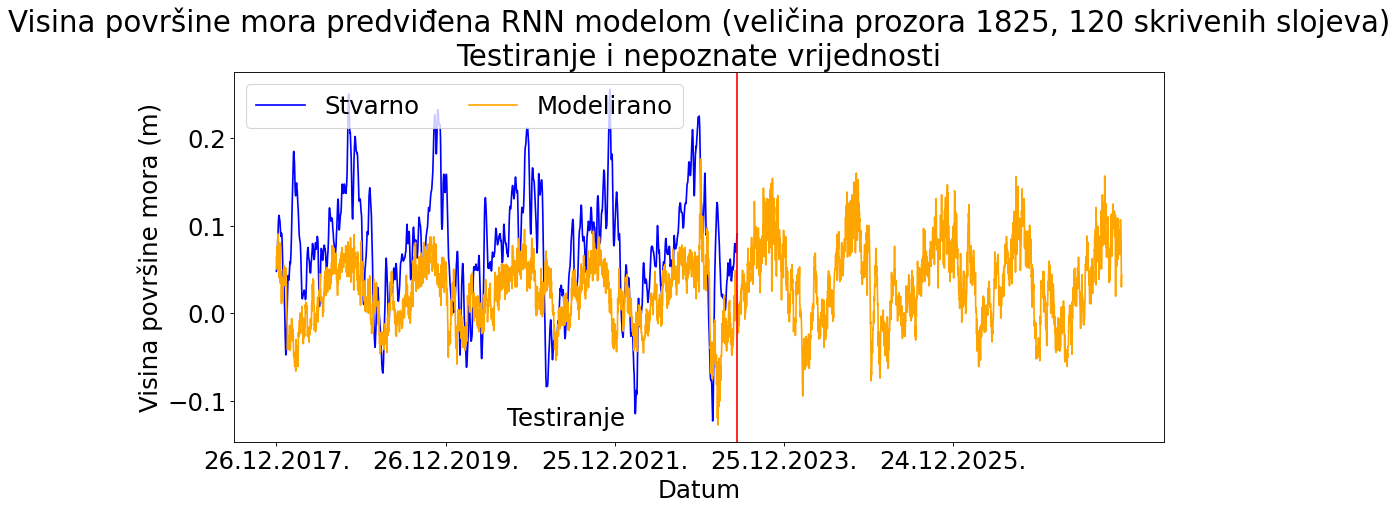 Visina površine mora predviđena RNN modelom (veličina prozora 1825, 120 skrivenih slojeva)
Testiranje i nepoznate vrijednosti
Stvarno
Modelirano
Visina površine mora (m)
0.2
0.1
0.0
−0.1
Testiranje
26.12.2017.
26.12.2019.
25.12.2021.
25.12.2023.
24.12.2025.
Datum